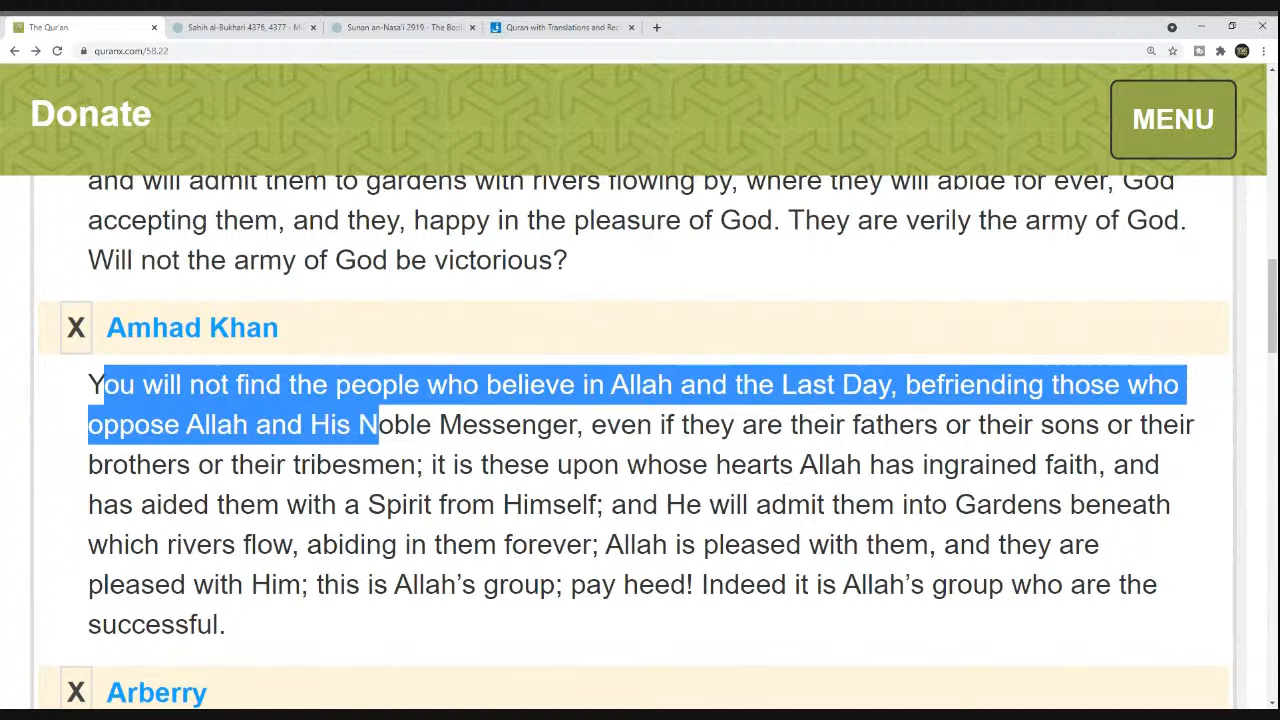 The Qur'an
Sahih al-Bukhari 4376, 4377 - Mi
Sunan an-Nasa'i 2919 - The Book
Quran with Translations and Rec
quranx.com/58.22
Donate
MENU
and will admit them to gardens with rivers flowing by, where they will abide for ever, God
accepting them, and they, happy in the pleasure of God. They are verily the army of God.
Will not the army of God be victorious?
X Amhad Khan
You will not find the people who believe in Allah and the Last Day, befriending those who
oppose Allah and His Noble Messenger, even if they are their fathers or their sons or their
brothers or their tribesmen; it is these upon whose hearts Allah has ingrained faith, and
has aided them with a Spirit from Himself; and He will admit them into Gardens beneath
which rivers flow, abiding in them forever; Allah is pleased with them, and they are
pleased with Him; this is Allah’s group; pay heed! Indeed it is Allah’s group who are the
successful.
X Arberry